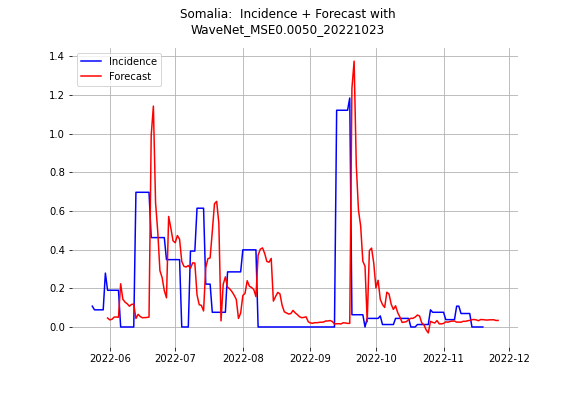 Somalia:  Incidence + Forecast with
WaveNet_MSE0.0050_20221023
Incidence
Forecast
1.4
1.2
1.0
0.8
0.6
0.4
0.2
0.0
2022-06 2022-07 2022-08 2022-09 2022-10 2022-11 2022-12